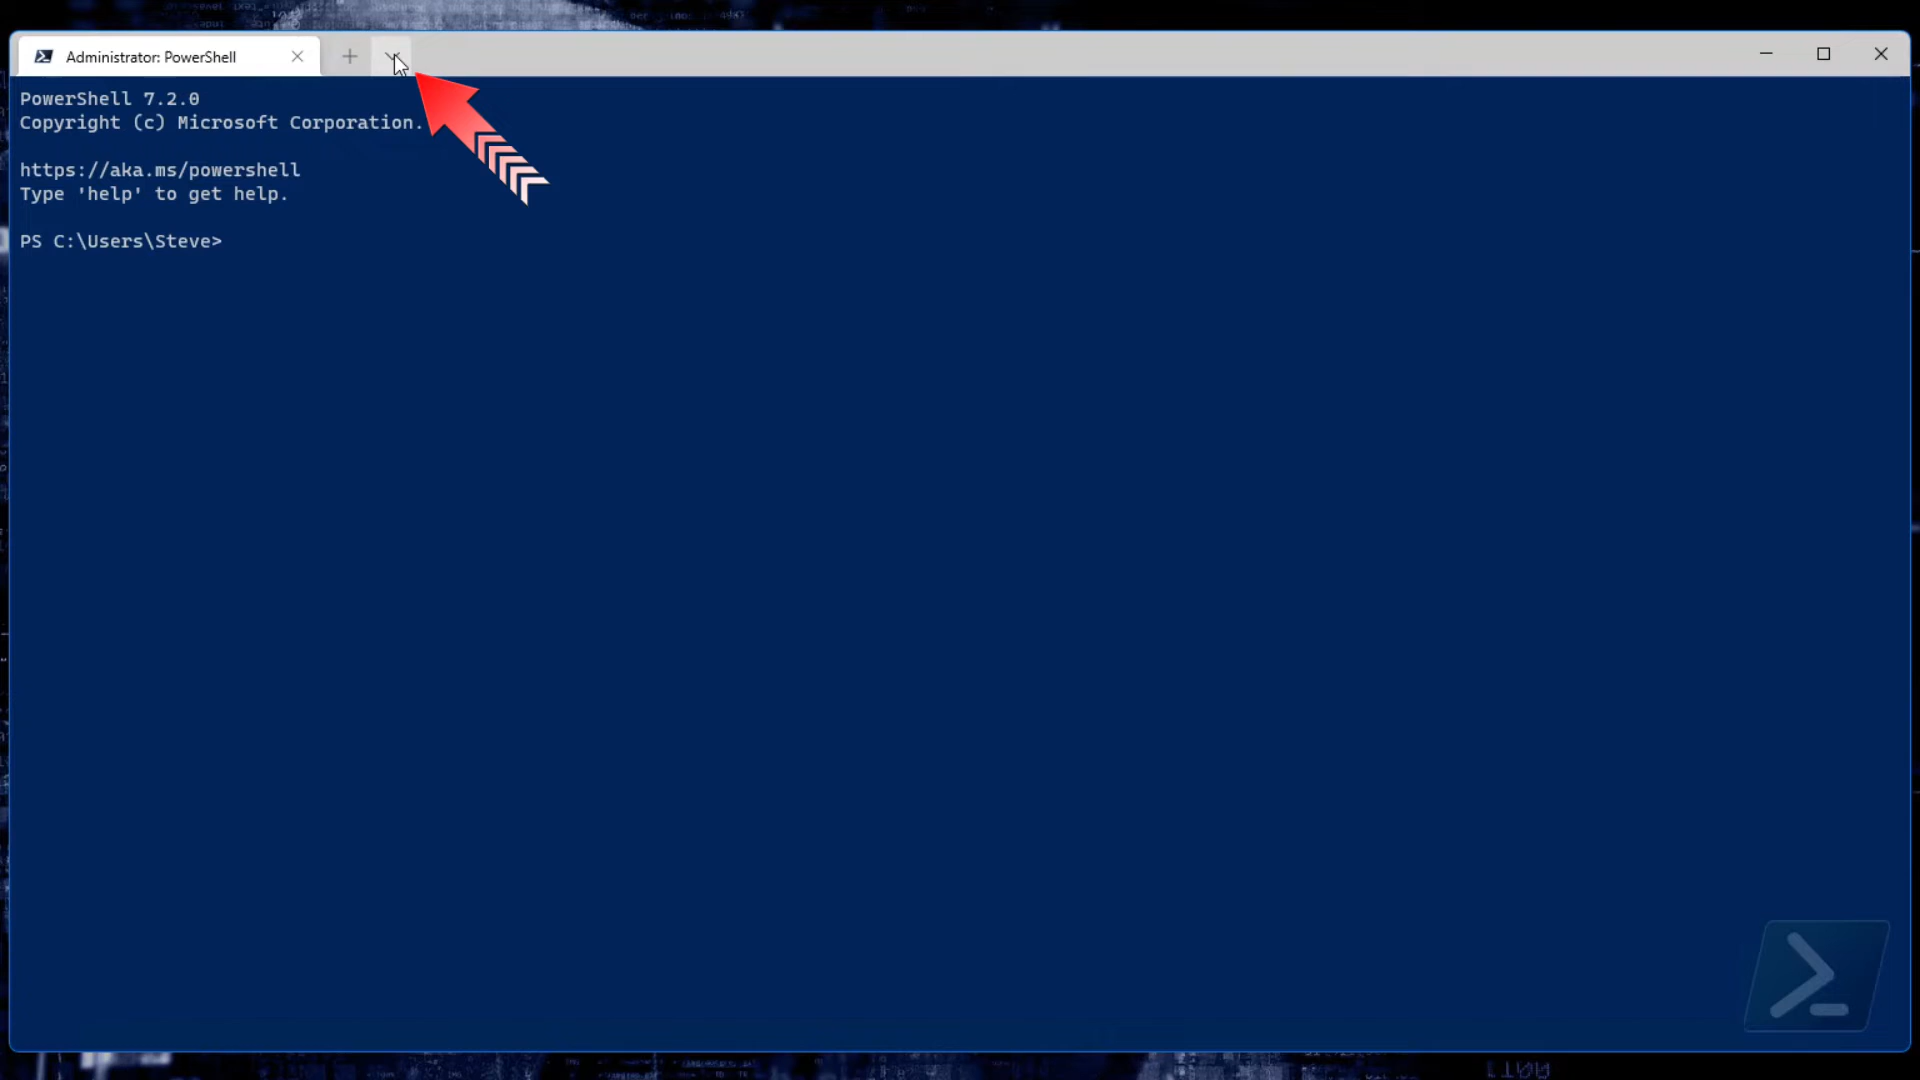 Administrator: PowerShell
PowerShell 7.2.0
Copyright (c) Microsoft Corporation.
https://aka.ms/powershell
Type 'help' to get help.
PS C:\Users\Steve>